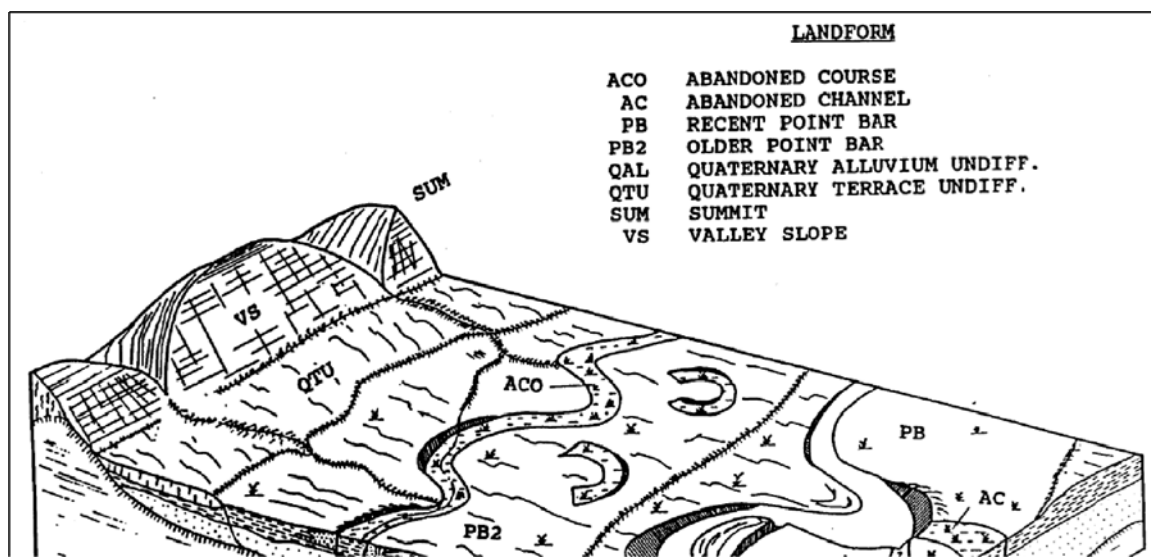 LANDFORM
ACO ABANDONED COURSE
AC ABANDONED CHANNEL
PB RECENT POINT BAR
PB2 OLDER POINT BAR
QAL QUATERNARY ALLUVIUM UNDIFF.
QTU QUATERNARY TERRACE UNDIFF.
SUM SUMMIT
VS VALLEY SLOPE
SUM
VS
QTU
ACO
PB
AC
PB2